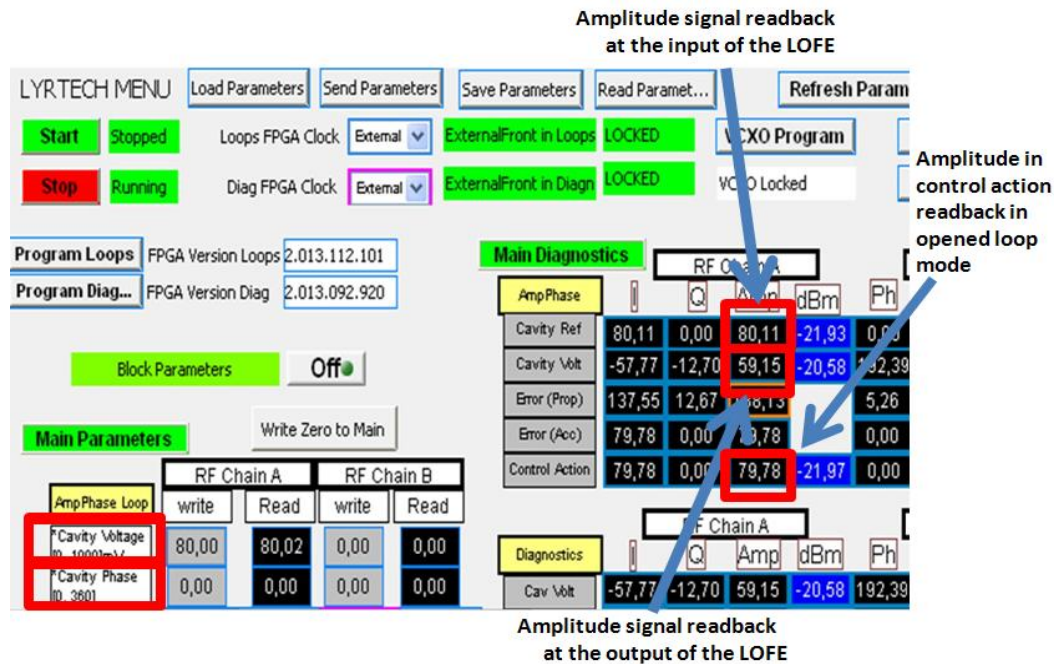 Amplitude signal readback
at the input of the LOFE
LYRTECH MENU Load Parameters Send Parameters Save Parameters Read Paramet... Refresh Param
Start Stopped Loops FPGA Clock External ExternalFront in Loops LOCKED VCXO Program
Stop Running Diag FPGA Clock External ExternalFront in Diagn LOCKED Locked
Amplitude in
control action
readback in
opened loop
mode
Program Loops FPGA Version Loops 2.013.112.101 Main Diagnostics
Program Diag... FPGA Version Diag 2.013.092.920 RF Chain A
AmpPhase I Q Amp dBm Ph
Cavity Ref 80,11 0,00 80,11 -21,93
Cavity Volt -57,77 -12,70 59,15 -20,58
Error (Prop) 137,55 12,67 5,26
Error (Acc) 79,78 0,00 0,00
Control Action 79,78 0,00 79,78 -21,97 0,00
Block Parameters Off
Main Parameters Write Zero to Main
RF Chain A RF Chain B
AmpPhase Loop write Read write Read
*Cavity Voltage 80,00 80,02 0,00 0,00
*Cavity Phase 0,00 0,00 0,00 0,00
[0, 360]
RF Chain A
Diagnostics I Q Amp dBm Ph
Cav Volt -57,77 -12,70 59,15 -20,58 192,39
Amplitude signal readback
at the output of the LOFE